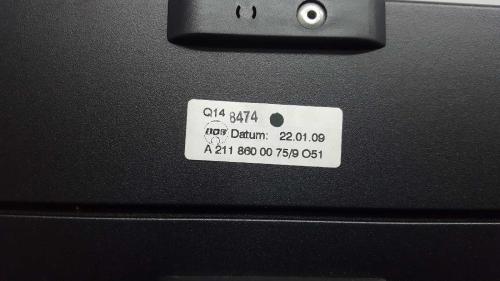 Q14 8474
Datum: 22.01.09
A 211 860 00 75/9 O51